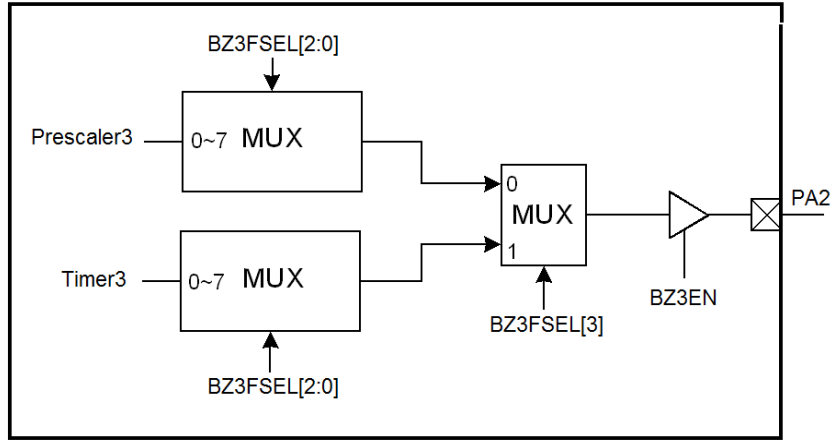 BZ3FSEL[2:0]
Prescaler3
0~7 MUX
0
MUX
1
PA2
Timer3
0~7 MUX
BZ3EN
BZ3FSEL[3]
BZ3FSEL[2:0]